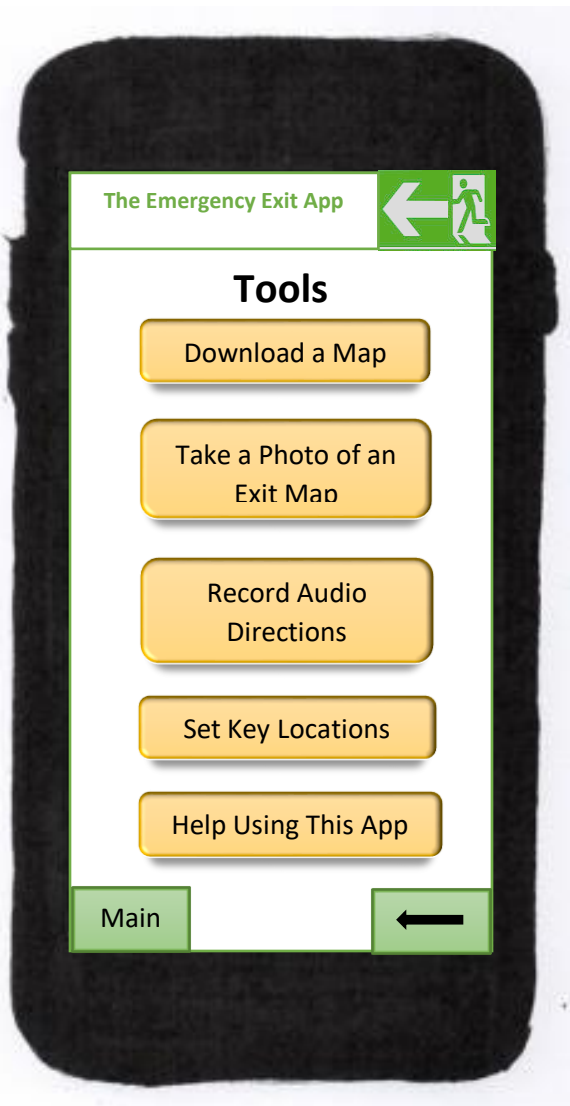 The Emergency Exit App
Tools
Download a Map
Take a Photo of an
Exit Map
Record Audio
Directions
Set Key Locations
Help Using This App
Main